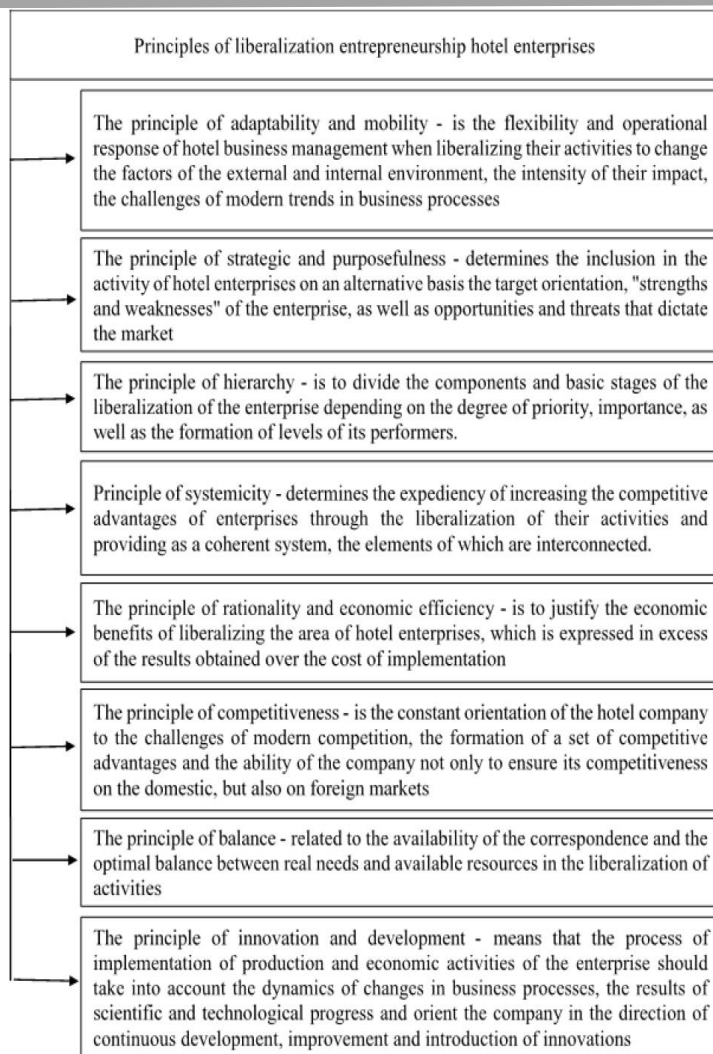 Principles of liberalization entrepreneurship hotel enterprises
The principle of adaptability and mobility - is the flexibility and operational
response of hotel business management when liberalizing their activities to change
the factors of the external and internal environment, the intensity of their impact,
the challenges of modern trends in business processes
The principle of strategic and purposefulness - determines the inclusion in the
activity of hotel enterprises on an alternative basis the target orientation, "strengths
and weaknesses" of the enterprise, as well as opportunities and threats that dictate
the market
The principle of hierarchy - is to divide the components and basic stages of the
liberalization of the enterprise depending on the degree of priority, importance, as
well as the formation of levels of its performers.
Principle of systemicity - determines the expediency of increasing the competitive
advantages of enterprises through the liberalization of their activities and
providing as a coherent system, the elements of which are interconnected.
The principle of rationality and economic efficiency - is to justify the economic
benefits of liberalizing the area of hotel enterprises, which is expressed in excess
of the results obtained over the cost of implementation
The principle of competitiveness - is the constant orientation of the hotel company
to the challenges of modern competition, the formation of a set of competitive
advantages and the ability of the company not only to ensure its competitiveness
on the domestic, but also on foreign markets
The principle of balance - related to the availability of the correspondence and the
optimal balance between real needs and available resources in the liberalization of
activities
The principle of innovation and development - means that the process of
implementation of production and economic activities of the enterprise should
take into account the dynamics of changes in business processes, the results of
scientific and technological progress and orient the company in the direction of
continuous development, improvement and introduction of innovations